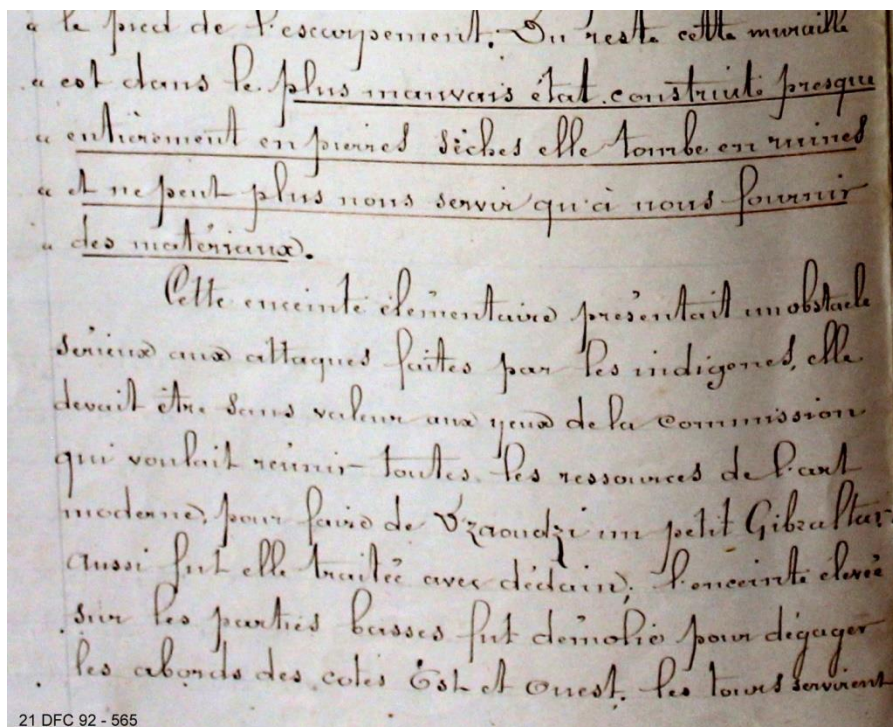 « le pied de l'escarpement. Du reste cette muraille
« est dans le plus mauvais état. construite presque
« entièrement en pierres sèches elle tombe en ruines
« et ne peut plus nous servir qu'à nous fournir
« des matériaux.
Cette enceinte élémentaire présentait un obstacle
sérieux aux attaques faites par les indigènes, elle
devait être sans valeur aux yeux de la commission
qui voulait réunir toutes les ressources de l'art
moderne, pour faire de Dzaoudzi un petit Gibraltar
aussi fut elle traitée avec dédain; l'enceinte élevée
sur les parties basses fut démolie pour dégager
les abords des cotés Est et Ouest. les tours servirent
21 DFC 92 - 565